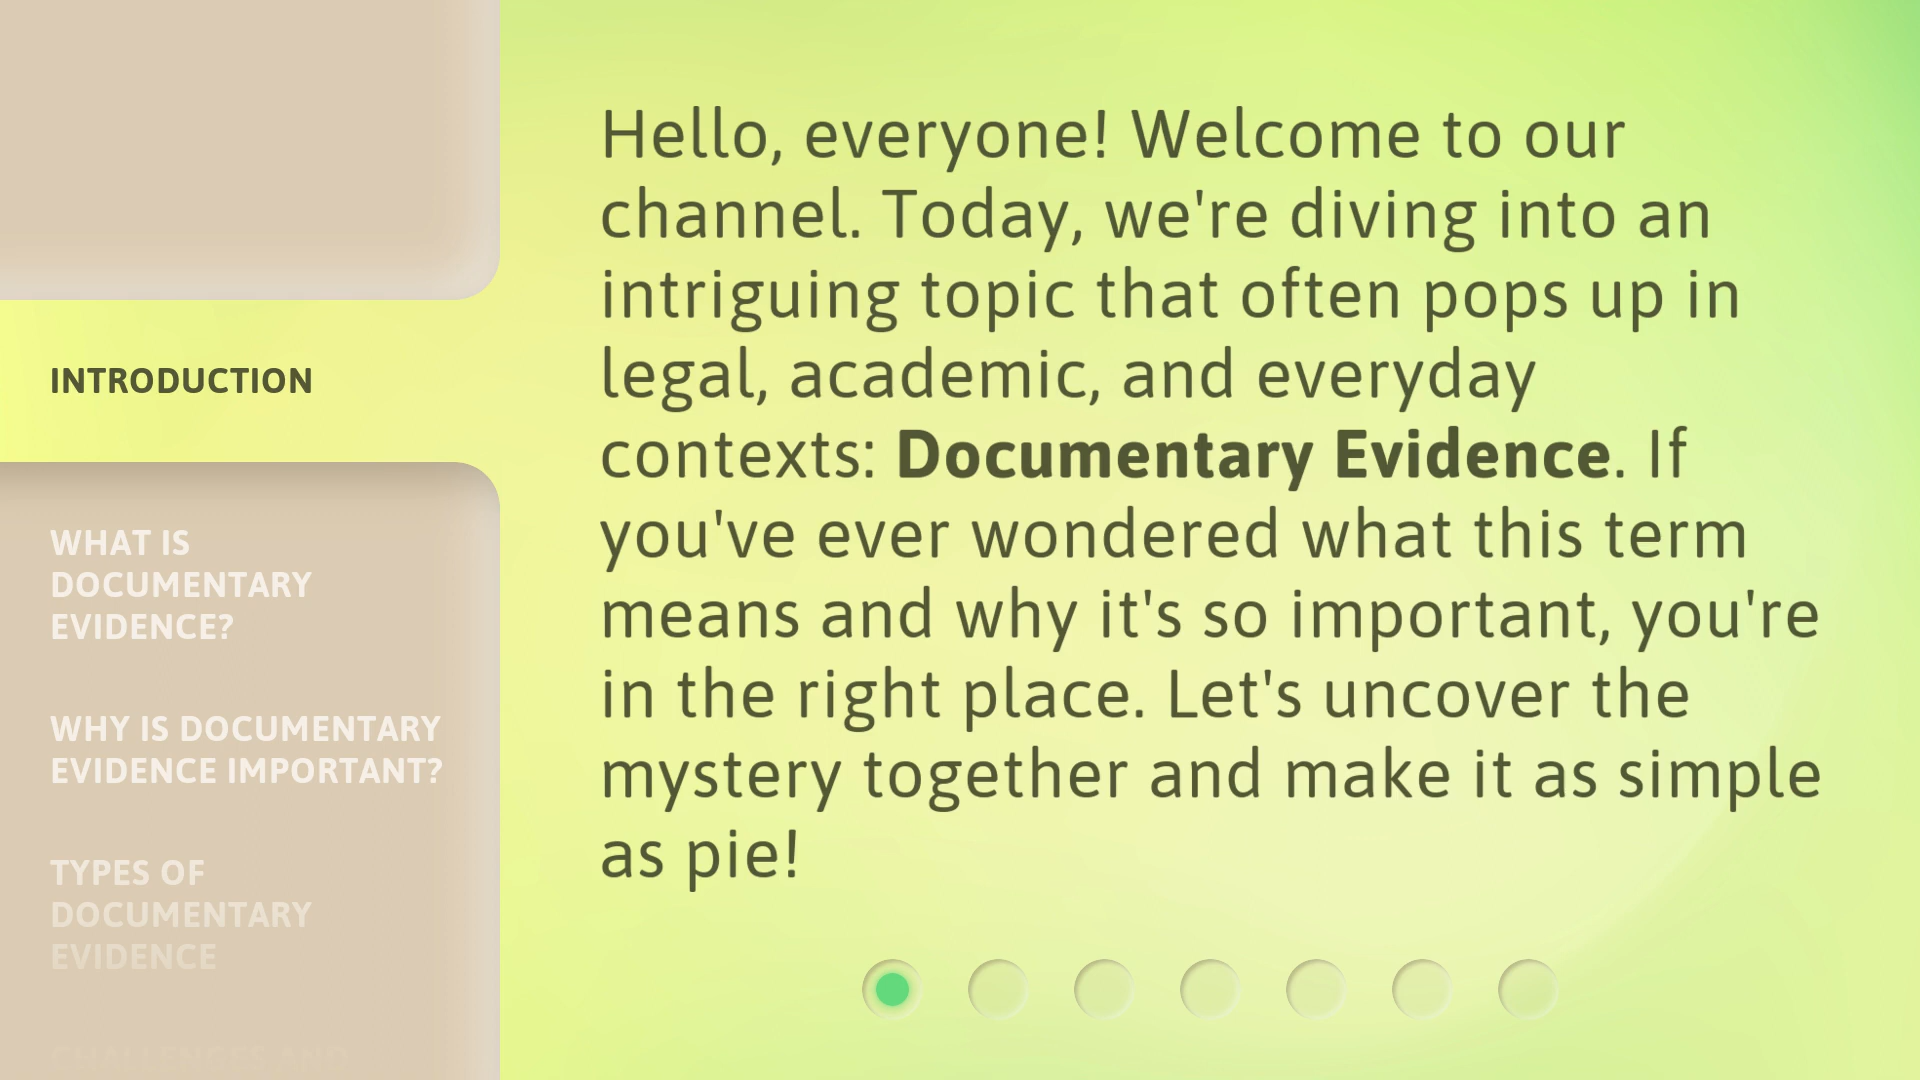 INTRODUCTION
WHAT IS
DOCUMENTARY
EVIDENCE?
WHY IS DOCUMENTARY
EVIDENCE IMPORTANT?
TYPES OF
DOCUMENTARY
EVIDENCE
CHALLENGES AND
Hello, everyone! Welcome to our
channel. Today, we're diving into an
intriguing topic that often pops up in
legal, academic, and everyday
contexts: Documentary Evidence. If
you've ever wondered what this term
means and why it's so important, you're
in the right place. Let's uncover the
mystery together and make it as simple
as pie!